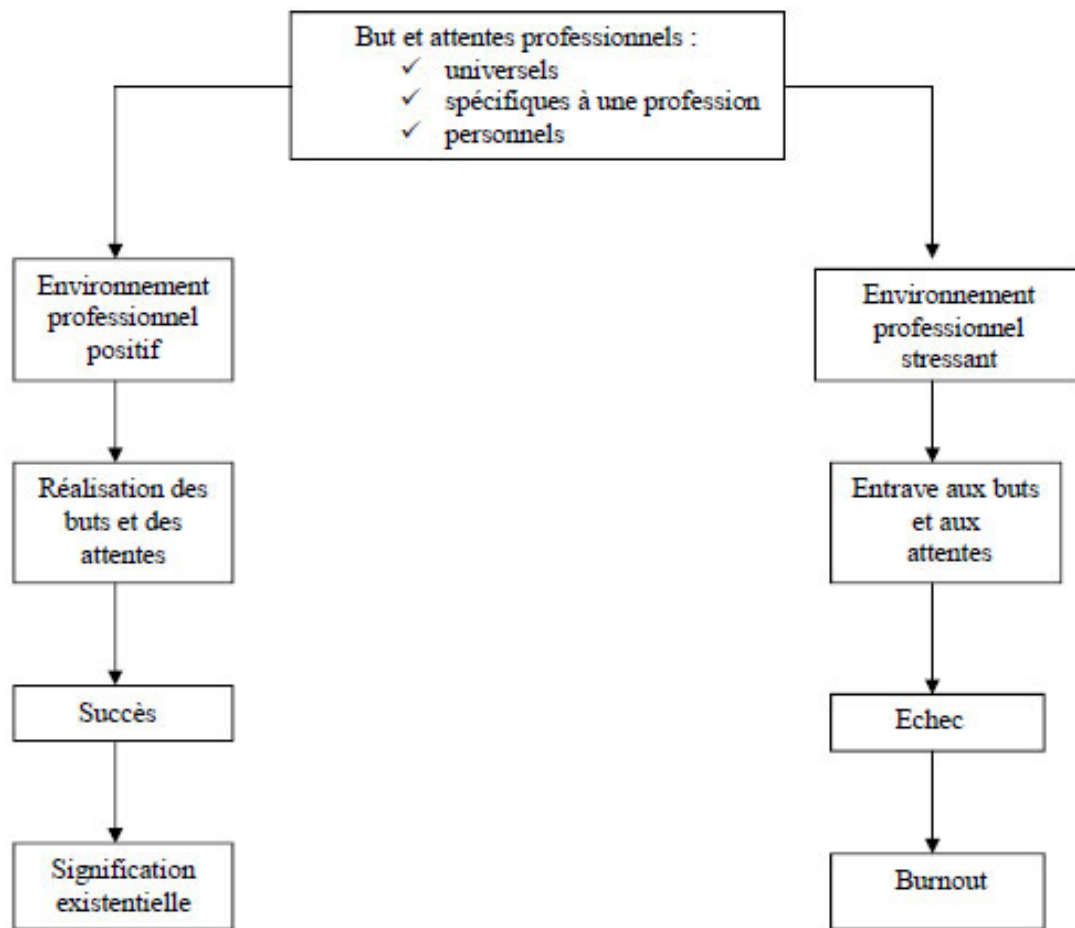 But et attentes professionnels :
✓ universels
✓ spécifiques à une profession
✓ personnels
Environnement
professionnel
positif
Réalisation des
buts et des
attentes
Succès
Signification
existentielle
Environnement
professionnel
stressant
Entrave aux buts
et aux
attentes
Echec
Burnout